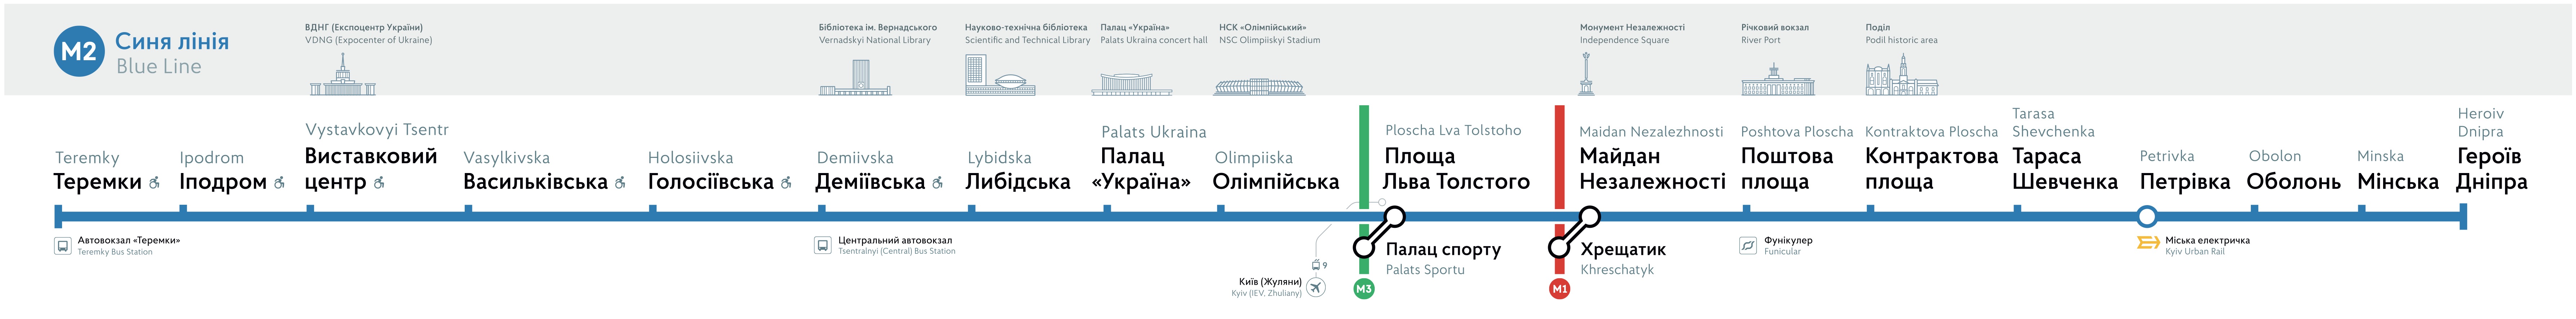 M2
Синя лінія
Blue Line
ВДНГ (Експоцентр України)
VDNG (Expocenter of Ukraine)
Бібліотека ім. Вернадського
Vernadskyi National Library
Науково-технічна бібліотека
Scientific and Technical Library
Палац «Україна»
Palats Ukraina concert hall
НСК «Олімпійський»
NSC Olimpiiskyi Stadium
Монумент Незалежності
Independence Square
Річковий вокзал
River Port
Поділ
Podil historic area
Teremky
Теремки
Ipodrom
Іподром
Vystavkovyi Tsentr
Виставковий
центр
Vasylkivska
Васильківська
Holosiivska
Голосіївська
Demiivska
Деміївська
Lybidska
Либідська
Palats Ukraina
Палац
«Україна»
Olimpiiska
Олімпійська
Ploscha Lva Tolstoho
Площа
Льва Толстого
Maidan Nezalezhnosti
Майдан
Незалежності
Poshtova Ploscha
Поштова
площа
Kontraktova Ploscha
Контрактова
площа
Tarasa
Shevchenka
Тараса
Шевченка
Petrivka
Петрівка
Obolon
Оболонь
Minska
Мінська
Heroiv
Dnipra
Героїв
Дніпра
Автовокзал «Теремки»
Teremky Bus Station
Центральний автовокзал
Tsentralnyi (Central) Bus Station
9
Київ (Жуляни)
Kyiv (IEV, Zhuliany)
Палац спорту
Palats Sportu
M3
Хрещатик
Khreschatyk
M1
Фунікулер
Funicular
Міська електричка
Kyiv Urban Rail